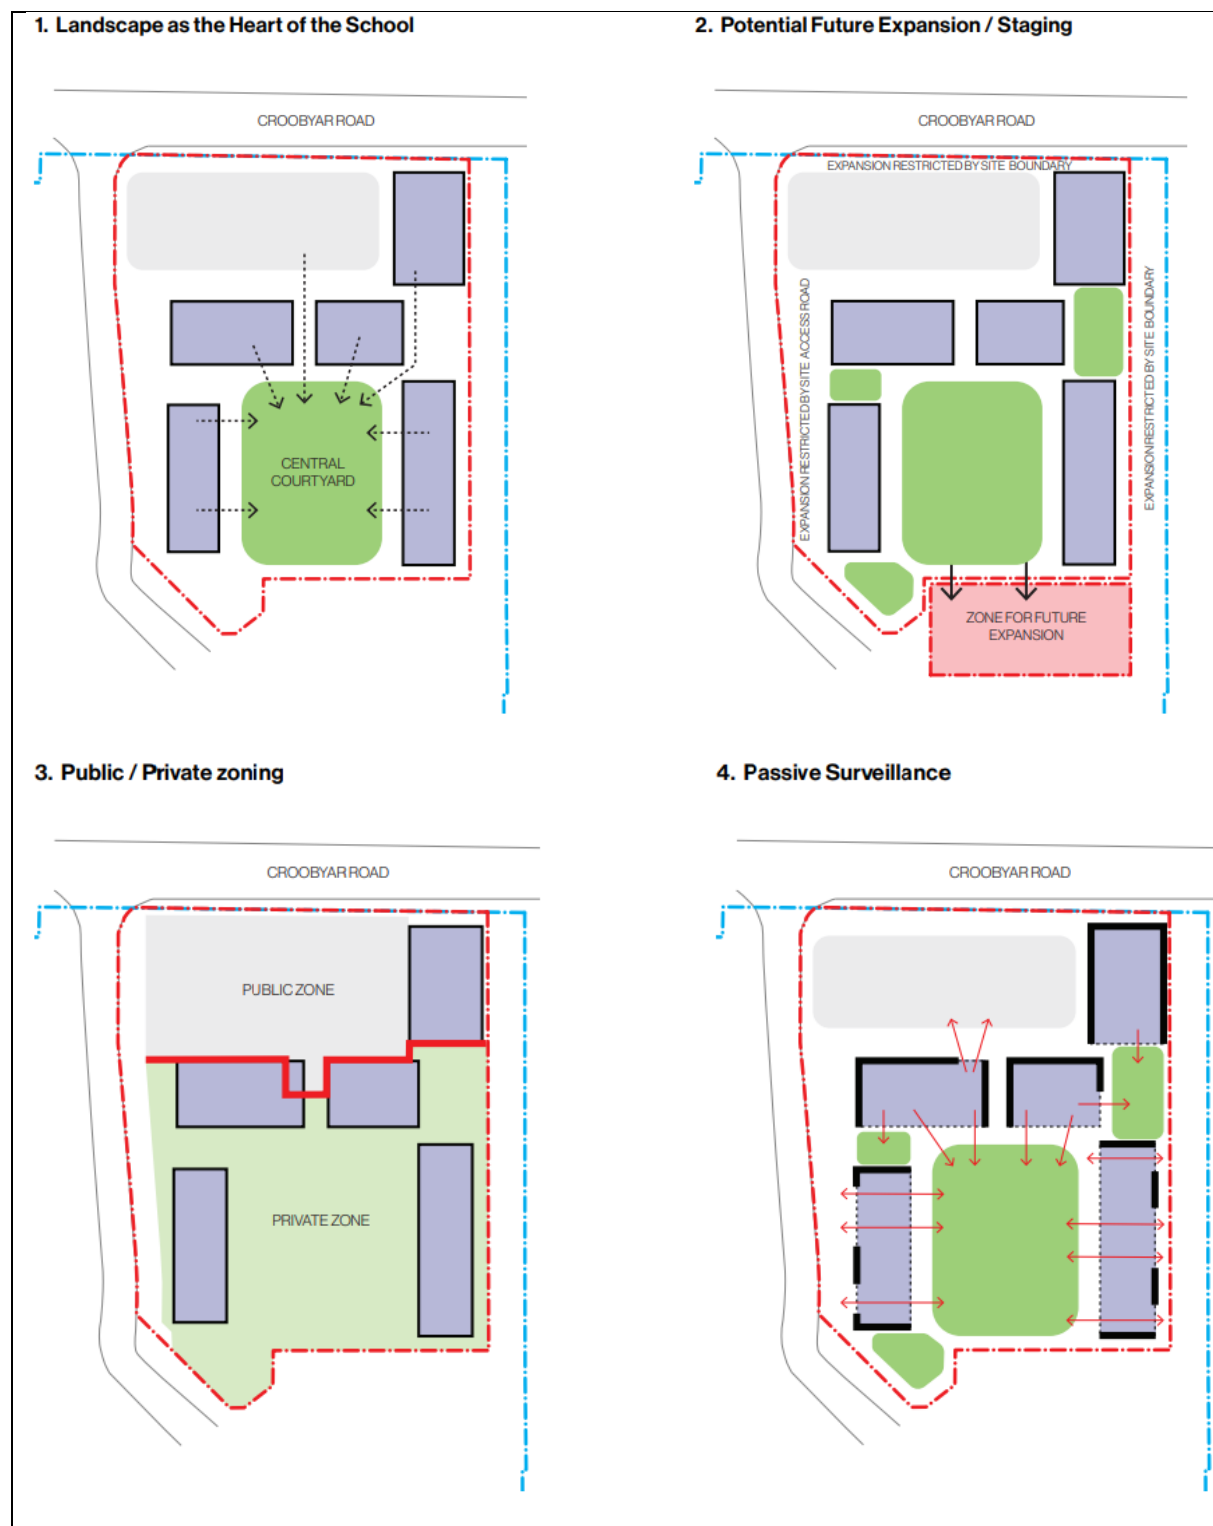 1. Landscape as the Heart of the School
2. Potential Future Expansion / Staging
CROOBYAR ROAD
CENTRAL
COURTYARD
CROOBYAR ROAD
EXPANSION RESTRICTED BY SITE BOUNDARY
EXPANSION RESTRICTED BY SITE ACCESS ROAD
EXPANSION RESTRICTED BY SITE BOUNDARY
ZONE FOR FUTURE
EXPANSION
3. Public / Private zoning
4. Passive Surveillance
CROOBYAR ROAD
PUBLIC ZONE
PRIVATE ZONE
CROOBYAR ROAD